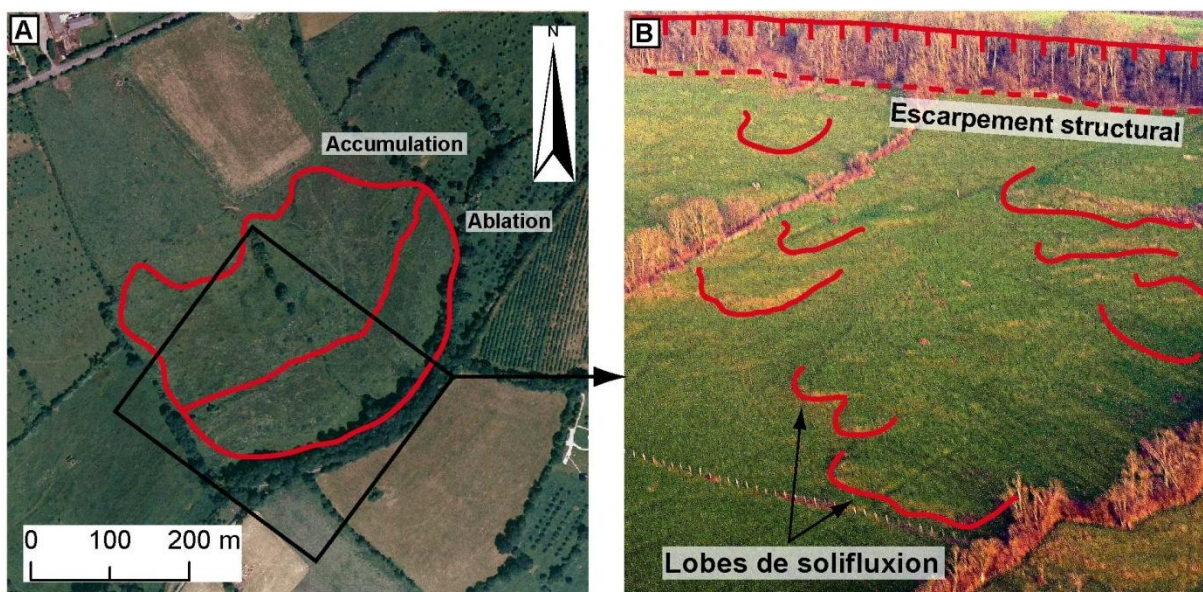 A
N
Accumulation
Ablation
0 100 200 m
B
Escarpement structural
Lobes de solifluxion